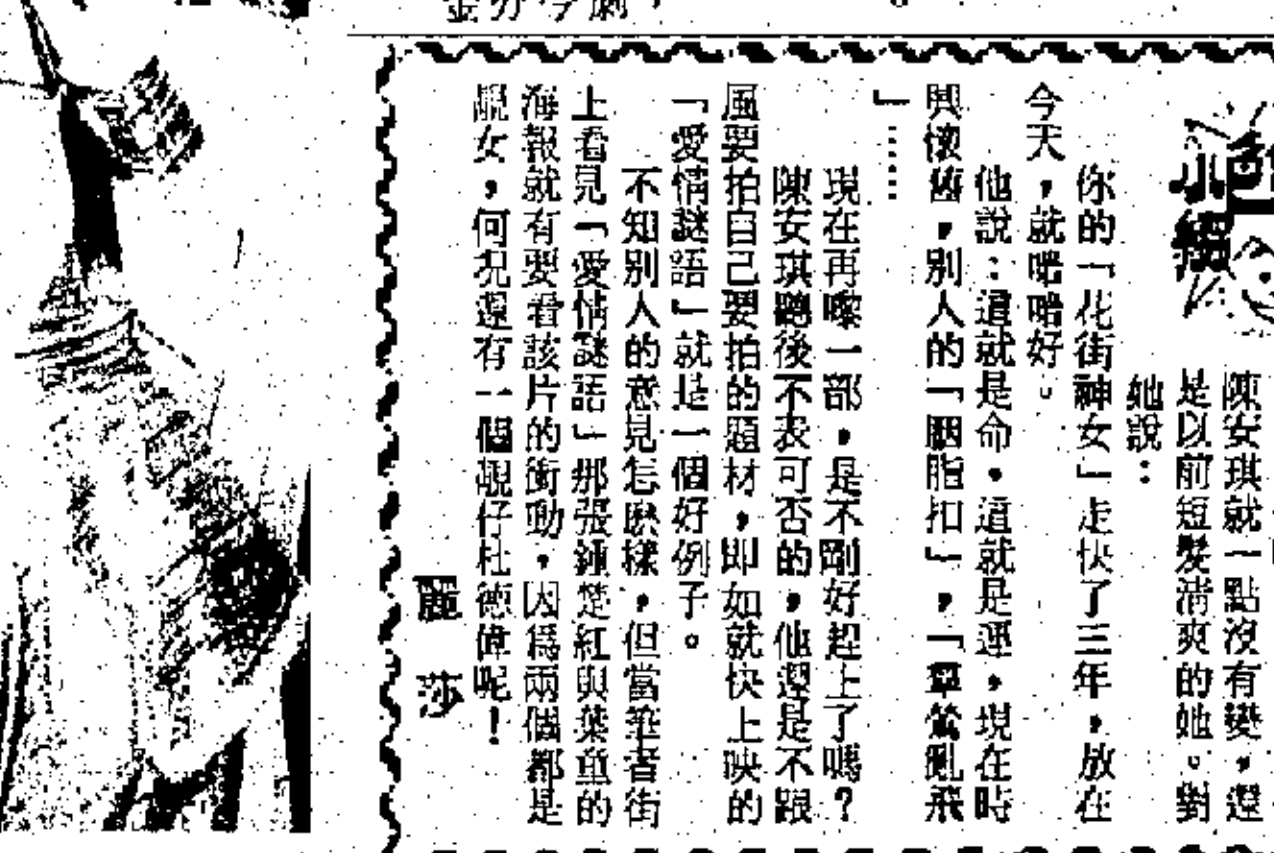 陳安琪就一點沒有變,還
是以前短髮清爽的她。對
她說:
你的「花街神女」走快了三年,放在
今天,就啱啱好。
他說:這就是命,這就是運,現在時
興懷舊,別人的「胭脂扣」,「羣鶯亂飛
」……
現在再嚟一部,是不剛好趕上了嗎?
陳安琪聽後不表可否的,他還是不跟
風要拍自己要拍的題材,即如就快上映的
「愛情謎語」就是一個好例子。
不知別人的意見怎麽樣,但當筆者街
上看見「愛情謎語」那張鍾楚紅與葉童的
海報就有要看該片的衝動,因爲兩個都是
靚女,何況還有一個靚仔杜德偉呢!
麗 莎